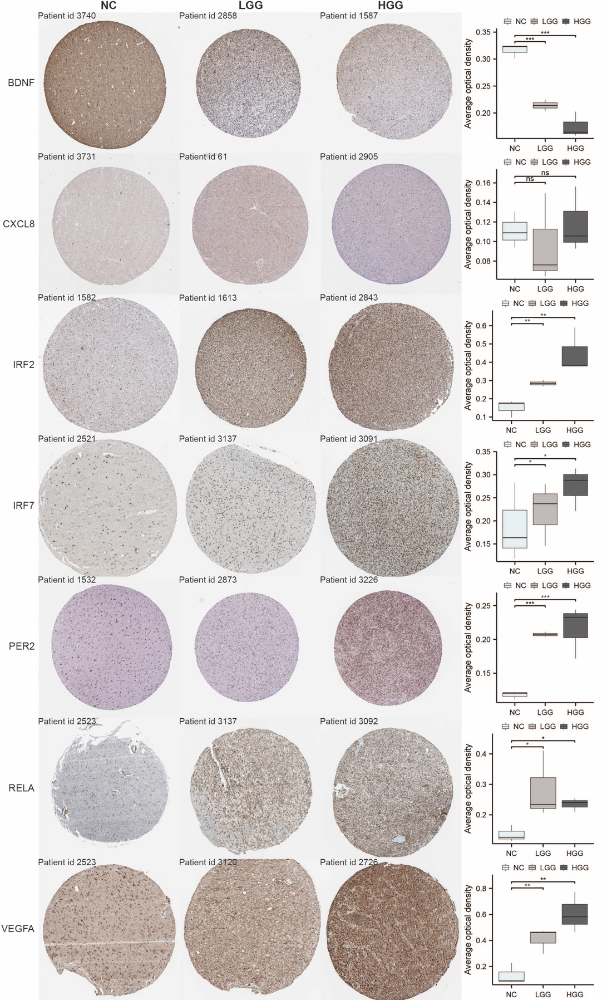 NC LGG HGG
Patient id 3740 Patient id 2858 Patient id 1587
BDNF
NC LGG HGG
Average optical density
0.35
0.30
0.25
0.20
***
***
NC LGG HGG
Patient id 3731 Patient id 61 Patient id 2905
CXCL8
NC LGG HGG
Average optical density
0.16
0.14
0.12
0.10
0.08
ns
ns
NC LGG HGG
Patient id 1582 Patient id 1613 Patient id 2843
IRF2
NC LGG HGG
Average optical density
0.6
0.5
0.4
0.3
0.2
0.1
**
**
NC LGG HGG
Patient id 2521 Patient id 3137 Patient id 3091
IRF7
NC LGG HGG
Average optical density
0.35
0.30
0.25
0.20
0.15
*
*
NC LGG HGG
Patient id 1532 Patient id 2873 Patient id 3226
PER2
NC LGG HGG
Average optical density
0.25
0.20
0.15
***
***
NC LGG HGG
Patient id 2523 Patient id 3137 Patient id 3092
RELA
NC LGG HGG
Average optical density
0.4
0.3
0.2
*
*
NC LGG HGG
Patient id 2523 Patient id 3120 Patient id 2726
VEGFA
NC LGG HGG
Average optical density
0.8
0.6
0.4
0.2
**
**
NC LGG HGG